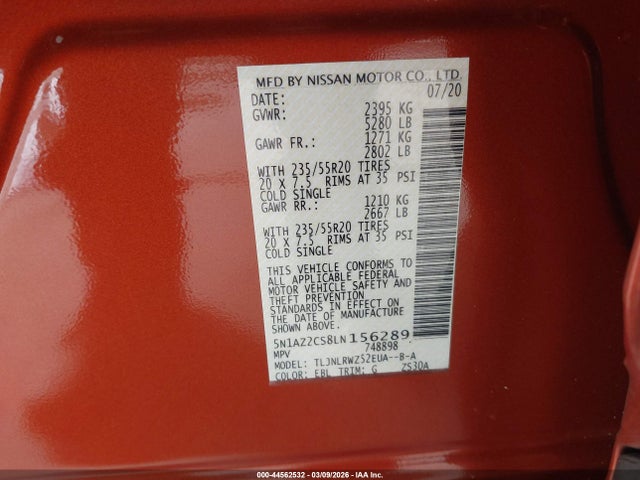 MFD BY NISSAN MOTOR CO., LTD.
DATE: 07/20
GVWR: 2395 KG
5280 LB
GAWR FR.: 1271 KG
2802 LB
WITH 235/55R20 TIRES
20 X 7.5 RIMS AT 35 PSI
COLD SINGLE
GAWR RR.: 1210 KG
2667 LB
WITH 235/55R20 TIRES
20 X 7.5 RIMS AT 35 PSI
COLD SINGLE
THIS VEHICLE CONFORMS TO
ALL APPLICABLE FEDERAL
MOTOR VEHICLE SAFETY AND
THEFT PREVENTION
STANDARDS IN EFFECT ON
THE DATE OF MANUFACTURE
SHOWN ABOVE.
5N1AZ2CS8LN156289
MPV 748898
MODEL: TLJNLRWZ52EUA--B-A
COLOR: EBL TRIM: G Z530A
000-44562532 - 03/09/2026 - IAA Inc.